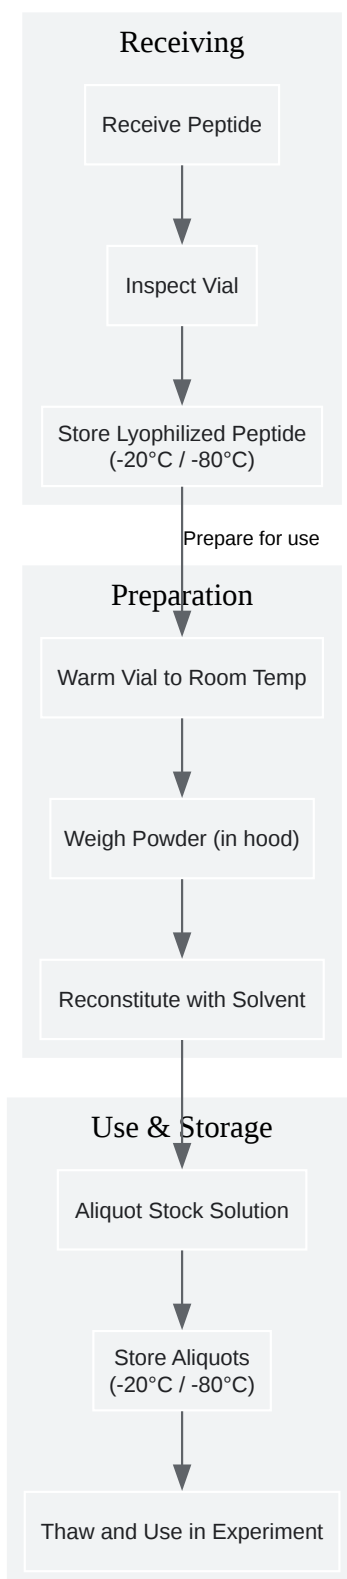 Receiving
Receive Peptide
Inspect Vial
Store Lyophilized Peptide
(-20°C / -80°C)
Prepare for use
Preparation
Warm Vial to Room Temp
Weigh Powder (in hood)
Reconstitute with Solvent
Use & Storage
Aliquot Stock Solution
Store Aliquots
(-20°C / -80°C)
Thaw and Use in Experiment